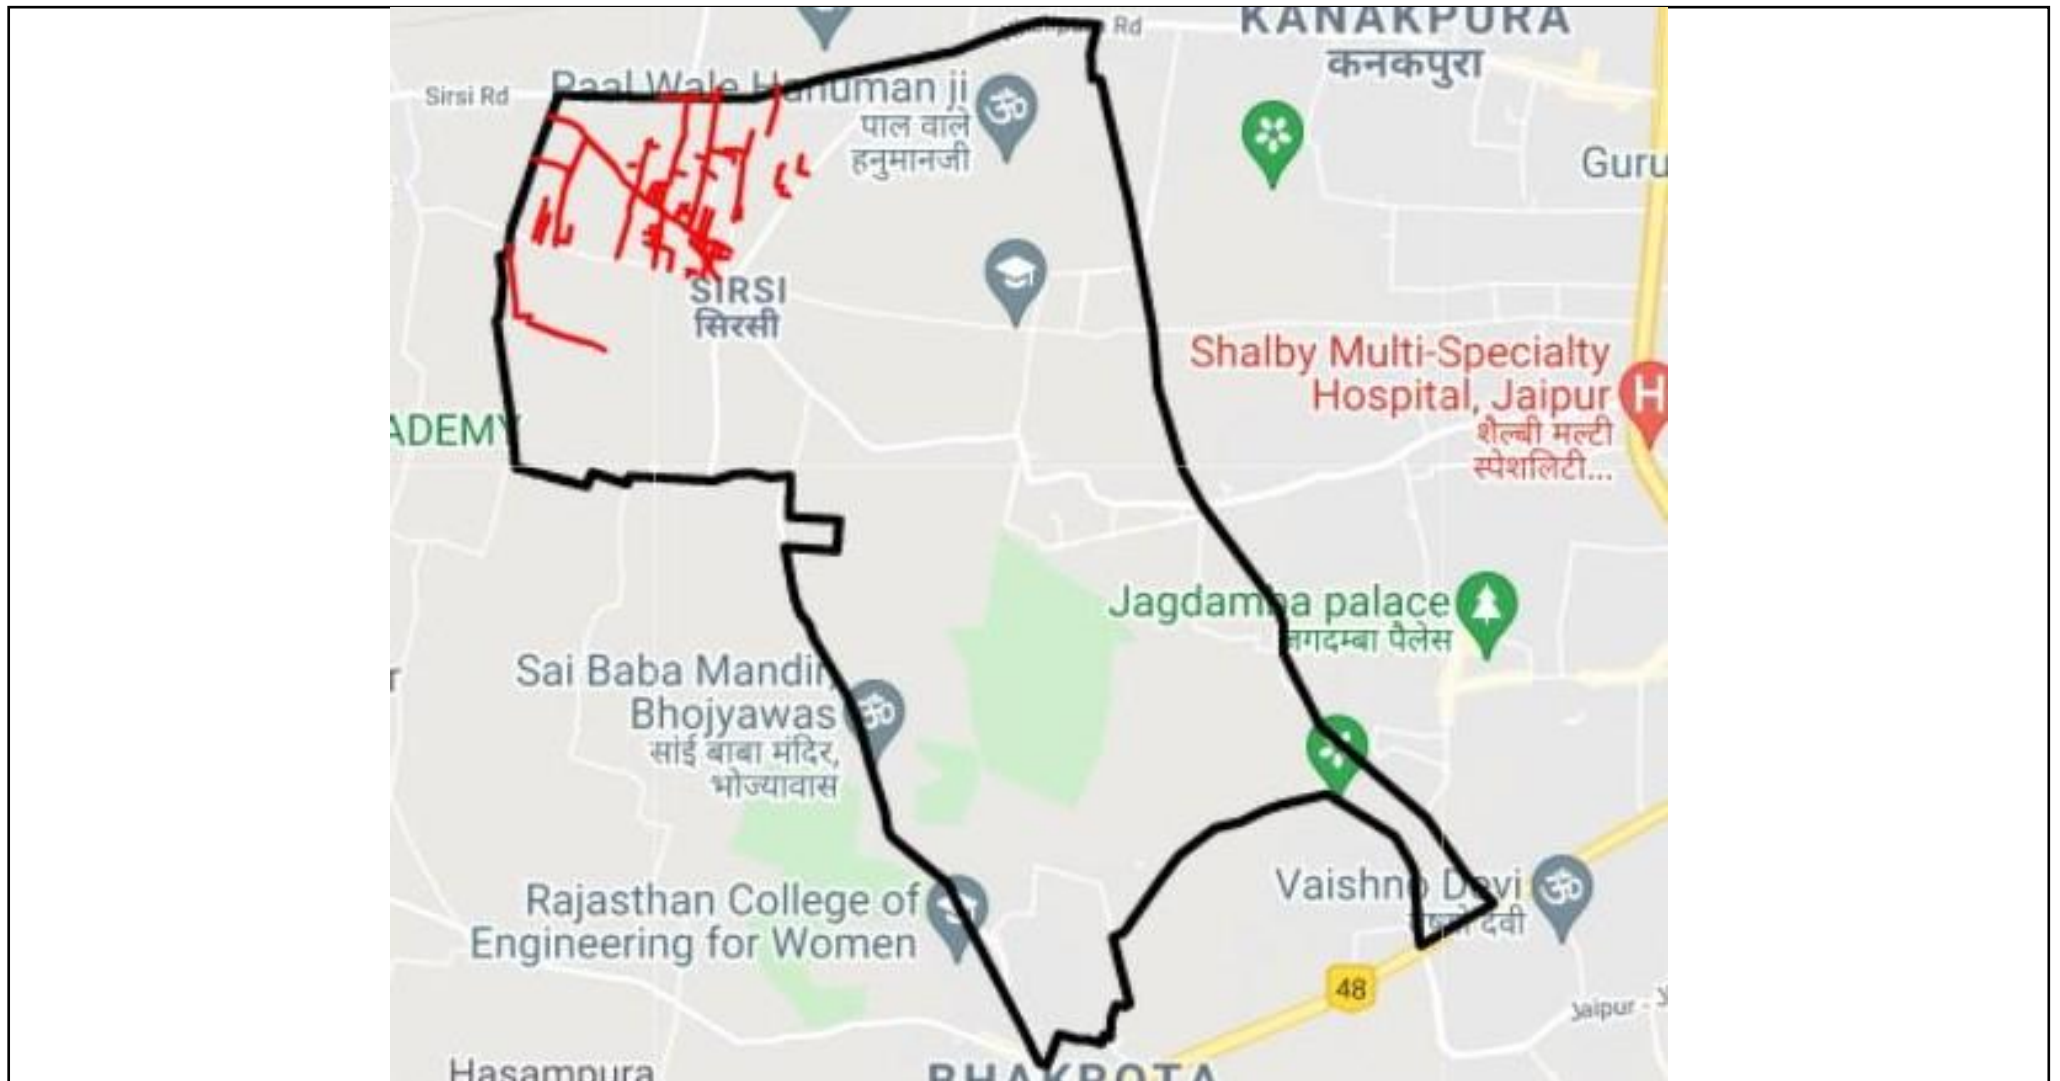 Rd
KANAKPURA
कनकपुरा
Sirsi Rd
Paal Wale Hanuman ji
पाल वाले
हनुमानजी
Guru
SIRSI
सिरसी
Shalby Multi-Specialty
Hospital, Jaipur
शैल्बी मल्टी
स्पेशलिटी...
H
ADEMY
Jagdamba palace
जगदम्बा पैलेस
Sai Baba Mandir,
Bhojyawas
सांई बाबा मंदिर,
भोज्यावास
r
Vaishno Devi
देवी
Rajasthan College of
Engineering for Women
48
Jaipur -
Hasampura
BHAKROTA